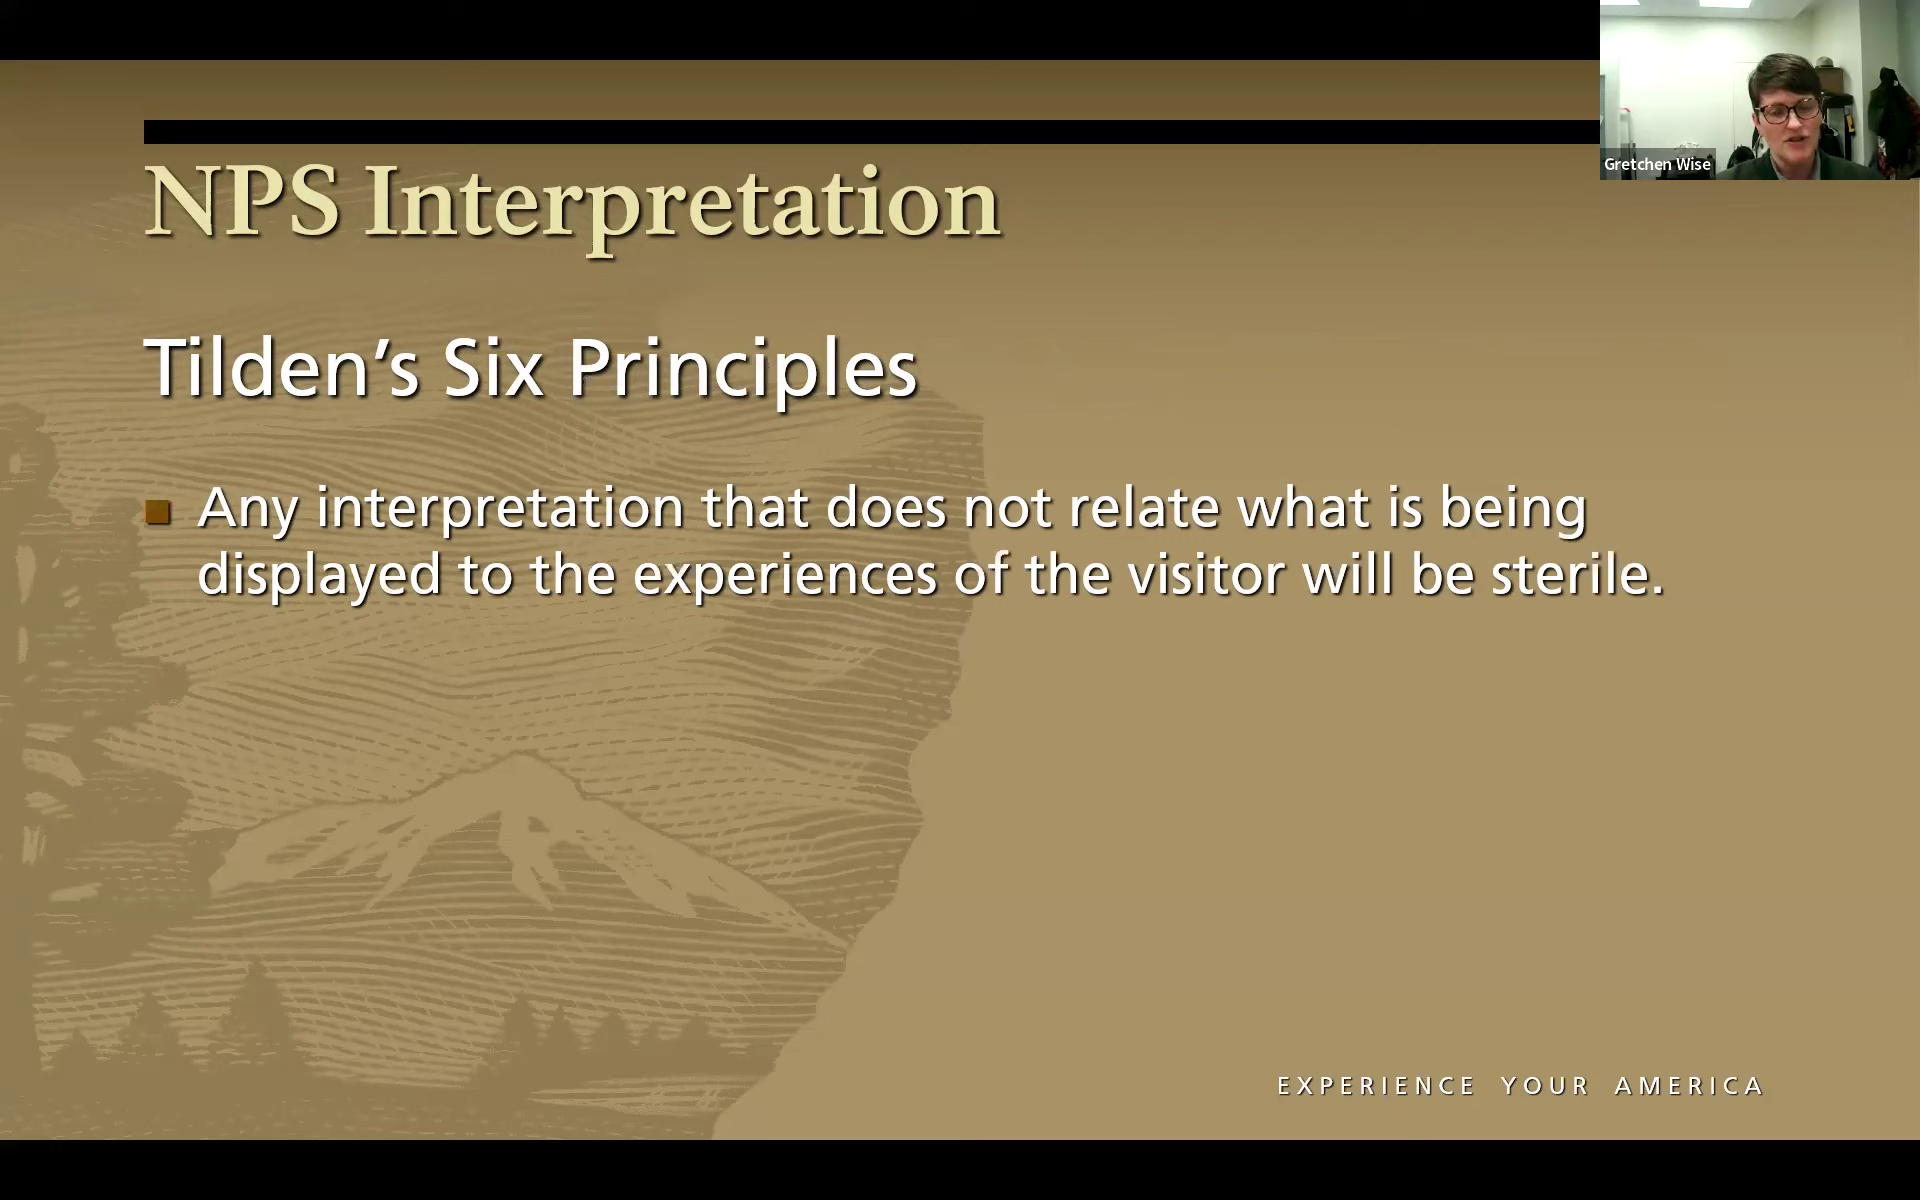 Gretchen Wise
NPS Interpretation
Tilden’s Six Principles
Any interpretation that does not relate what is being
displayed to the experiences of the visitor will be sterile.
EXPERIENCE YOUR AMERICA